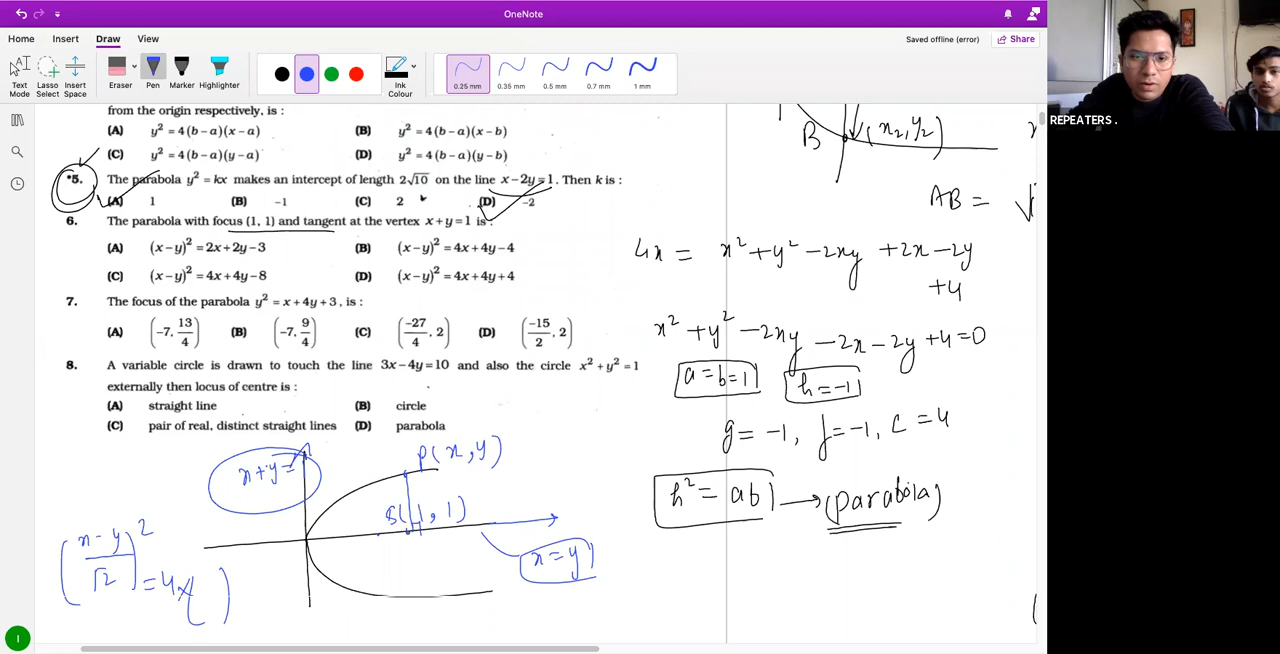 OneNote
Home Insert Draw View
Saved offline (error) Share
Text Mode
Lasso Select
Insert Space
Eraser
Pen
Marker
Highlighter
Ink Colour
0.25 mm 0.35 mm 0.5 mm 0.7 mm 1 mm
REPEATERS .
from the origin respectively, is :
(A) y² = 4(b − a)(x − a) (B) y² = 4(b − a)(x − b)
(C) y² = 4(b − a)(y − a) (D) y² = 4(b − a)(y − b)
*5. The parabola y² = kx makes an intercept of length 2√10 on the line x − 2y = 1. Then k is :
(A) 1 (B) −1 (C) 2 (D) −2
6. The parabola with focus (1, 1) and tangent at the vertex x + y = 1 is :
(A) (x − y)² = 2x + 2y − 3 (B) (x − y)² = 4x + 4y − 4
(C) (x − y)² = 4x + 4y − 8 (D) (x − y)² = 4x + 4y + 4
7. The focus of the parabola y² = x + 4y + 3, is :
(A) (−7, 13/4) (B) (−7, 9/4) (C) (−27/4, 2) (D) (−15/2, 2)
8. A variable circle is drawn to touch the line 3x − 4y = 10 and also the circle x² + y² = 1
externally then locus of centre is :
(A) straight line (B) circle
(C) pair of real, distinct straight lines (D) parabola
x+y=
P(x,y)
S(1,1)
x=y
((x-y)/√2)² = 4x( )
B (x₂,y₂)
AB = √
4x = x² + y² − 2xy + 2x − 2y
+4
x² + y² − 2xy − 2x − 2y + 4 = 0
a = b = 1 h = −1
g = −1, f = −1, c = 4
h² = ab → (parabola)
I